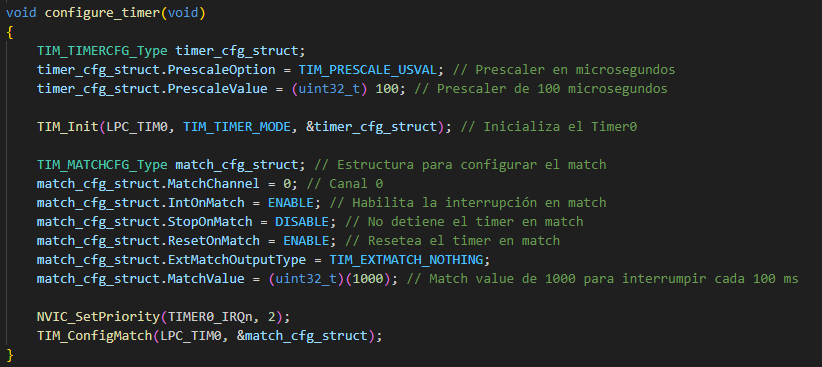 void configure_timer(void)
{
    TIM_TIMERCFG_Type timer_cfg_struct;
    timer_cfg_struct.PrescaleOption = TIM_PRESCALE_USVAL; // Prescaler en microsegundos
    timer_cfg_struct.PrescaleValue = (uint32_t) 100; // Prescaler de 100 microsegundos

    TIM_Init(LPC_TIM0, TIM_TIMER_MODE, &timer_cfg_struct); // Inicializa el Timer0

    TIM_MATCHCFG_Type match_cfg_struct; // Estructura para configurar el match
    match_cfg_struct.MatchChannel = 0; // Canal 0
    match_cfg_struct.IntOnMatch = ENABLE; // Habilita la interrupción en match
    match_cfg_struct.StopOnMatch = DISABLE; // No detiene el timer en match
    match_cfg_struct.ResetOnMatch = ENABLE; // Resetea el timer en match
    match_cfg_struct.ExtMatchOutputType = TIM_EXTMATCH_NOTHING;
    match_cfg_struct.MatchValue = (uint32_t)(1000); // Match value de 1000 para interrumpir cada 100 ms

    NVIC_SetPriority(TIMER0_IRQn, 2);
    TIM_ConfigMatch(LPC_TIM0, &match_cfg_struct);
}